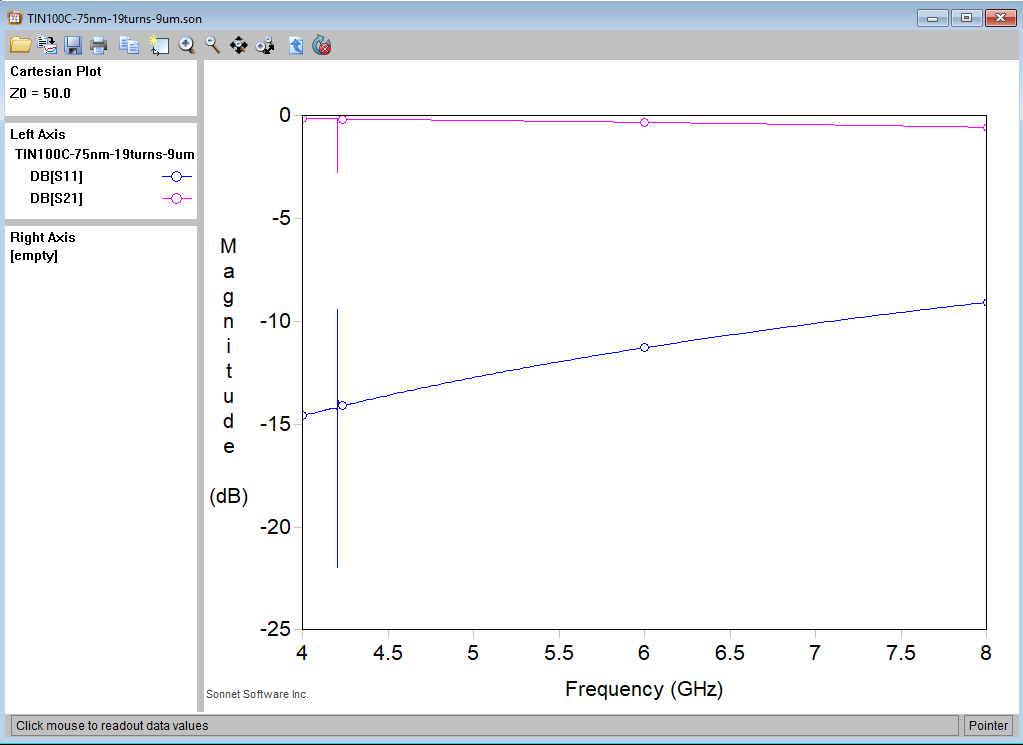 TIN100C-75nm-19turns-9um.son
Cartesian Plot
Z0 = 50.0
Left Axis
TIN100C-75nm-19turns-9um
DB[S11]
DB[S21]
Right Axis
[empty]
Magnitude
(dB)
0
-5
-10
-15
-20
-25
4 4.5 5 5.5 6 6.5 7 7.5 8
Frequency (GHz)
Sonnet Software Inc.
Click mouse to readout data values
Pointer